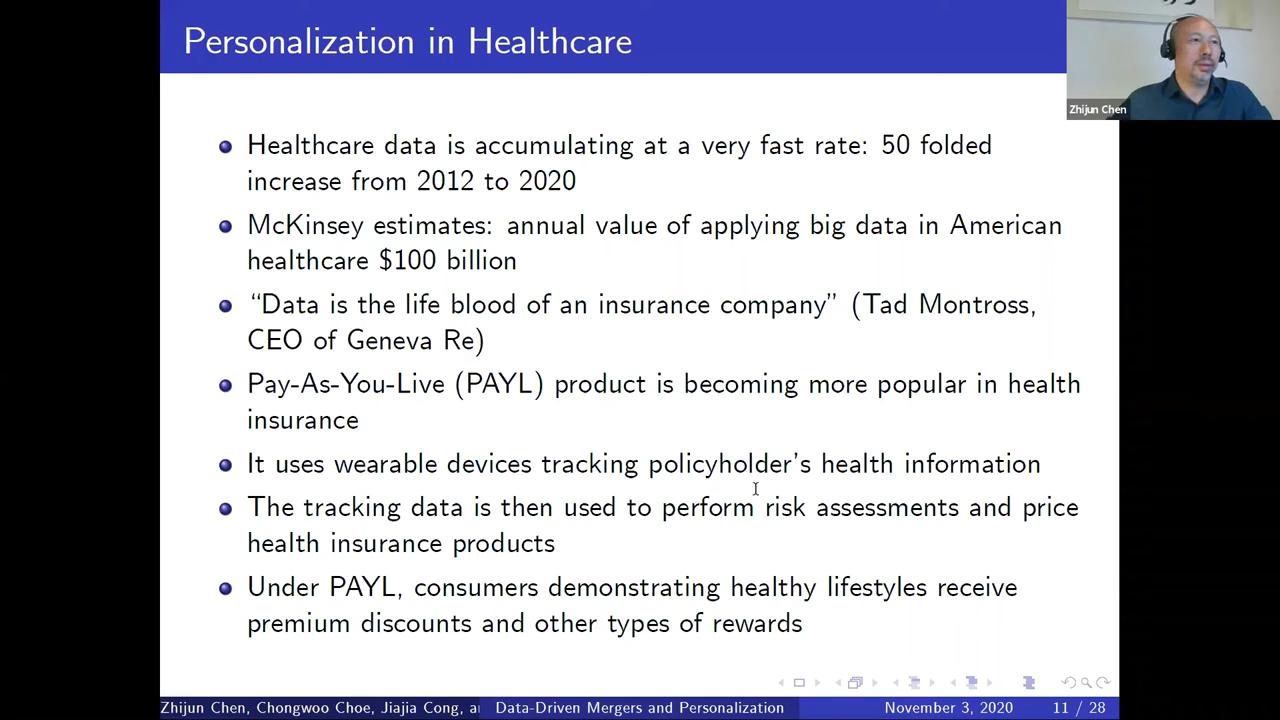 Personalization in Healthcare
Zhijun Chen
Healthcare data is accumulating at a very fast rate: 50 folded
increase from 2012 to 2020
McKinsey estimates: annual value of applying big data in American
healthcare $100 billion
“Data is the life blood of an insurance company” (Tad Montross,
CEO of Geneva Re)
Pay-As-You-Live (PAYL) product is becoming more popular in health
insurance
It uses wearable devices tracking policyholder's health information
The tracking data is then used to perform risk assessments and price
health insurance products
Under PAYL, consumers demonstrating healthy lifestyles receive
premium discounts and other types of rewards
Zhijun Chen, Chongwoo Choe, Jiajia Cong, Data-Driven Mergers and Personalization November 3, 2020 11 / 28